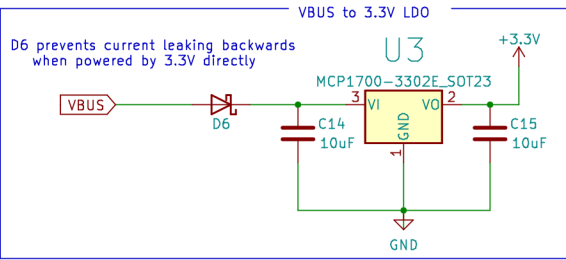 VBUS to 3.3V LDO
D6 prevents current leaking backwards
when powered by 3.3V directly
U3
+3.3V
MCP1700-3302E_SOT23
VBUS
D6
3
VI
VO
2
GND
1
C14
10uF
C15
10uF
GND